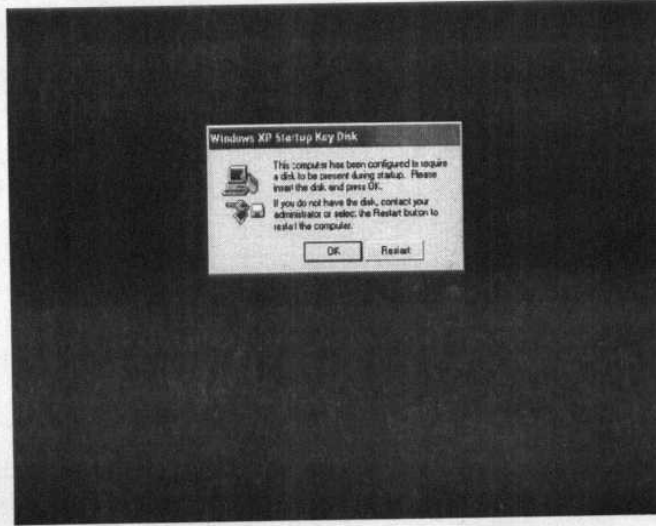 Windows XP Startup Key Disk
This computer has been configured to require
a disk to be present during startup. Please
insert the disk and press OK.
If you do not have the disk, contact your
administrator or select the Restart button to
restart the computer.
OK
Restart